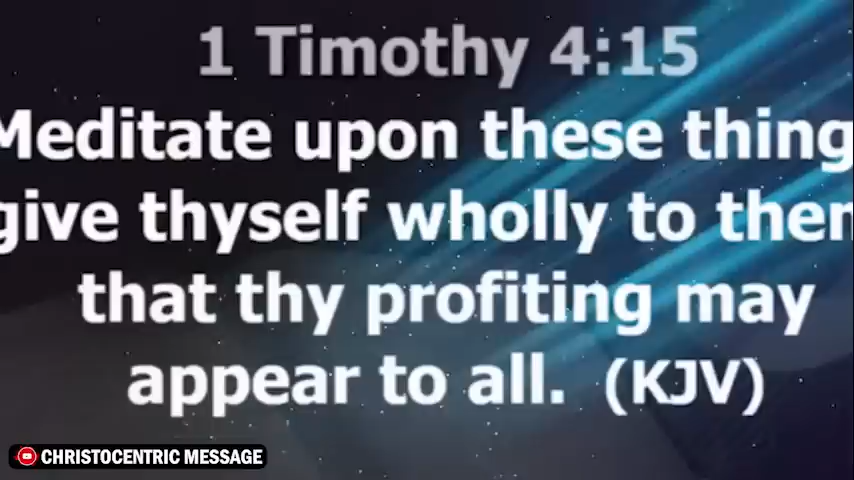 1 Timothy 4:15
Meditate upon these thing
give thyself wholly to them
that thy profiting may
appear to all. (KJV)
CHRISTOCENTRIC MESSAGE